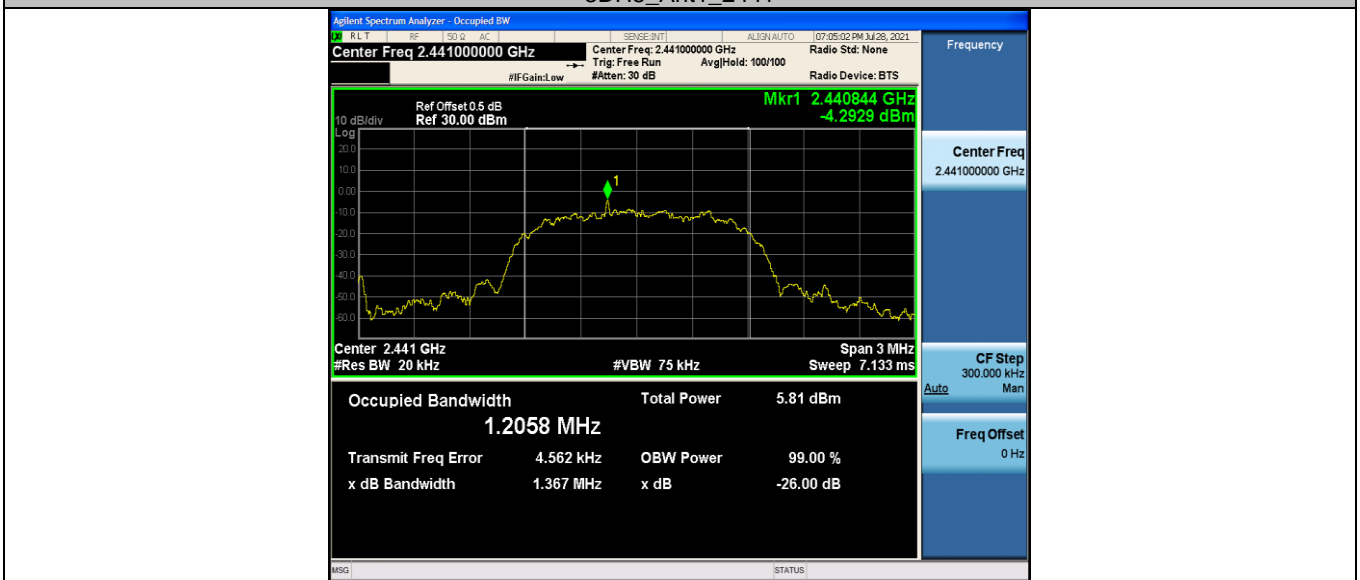 Agilent Spectrum Analyzer - Occupied BW
RLT RF 50 Ω AC SENSE:INT ALIGN AUTO 07:05:02 PM Jul 28, 2021
Center Freq 2.441000000 GHz
Center Freq: 2.441000000 GHz
Radio Std: None
Trig: Free Run Avg|Hold: 100/100
#IFGain:Low
#Atten: 30 dB
Radio Device: BTS
Frequency
Mkr1 2.440844 GHz
-4.2929 dBm
Ref Offset 0.5 dB
10 dB/div Ref 30.00 dBm
Log
20.0
10.0
0.00
-10.0
-20.0
-30.0
-40.0
-50.0
-60.0
1
Center 2.441 GHz Span 3 MHz
#Res BW 20 kHz #VBW 75 kHz Sweep 7.133 ms
Center Freq
2.441000000 GHz
CF Step
300.000 kHz
Auto Man
Freq Offset
0 Hz
Occupied Bandwidth
1.2058 MHz
Total Power 5.81 dBm
Transmit Freq Error 4.562 kHz OBW Power 99.00 %
x dB Bandwidth 1.367 MHz x dB -26.00 dB
MSG STATUS